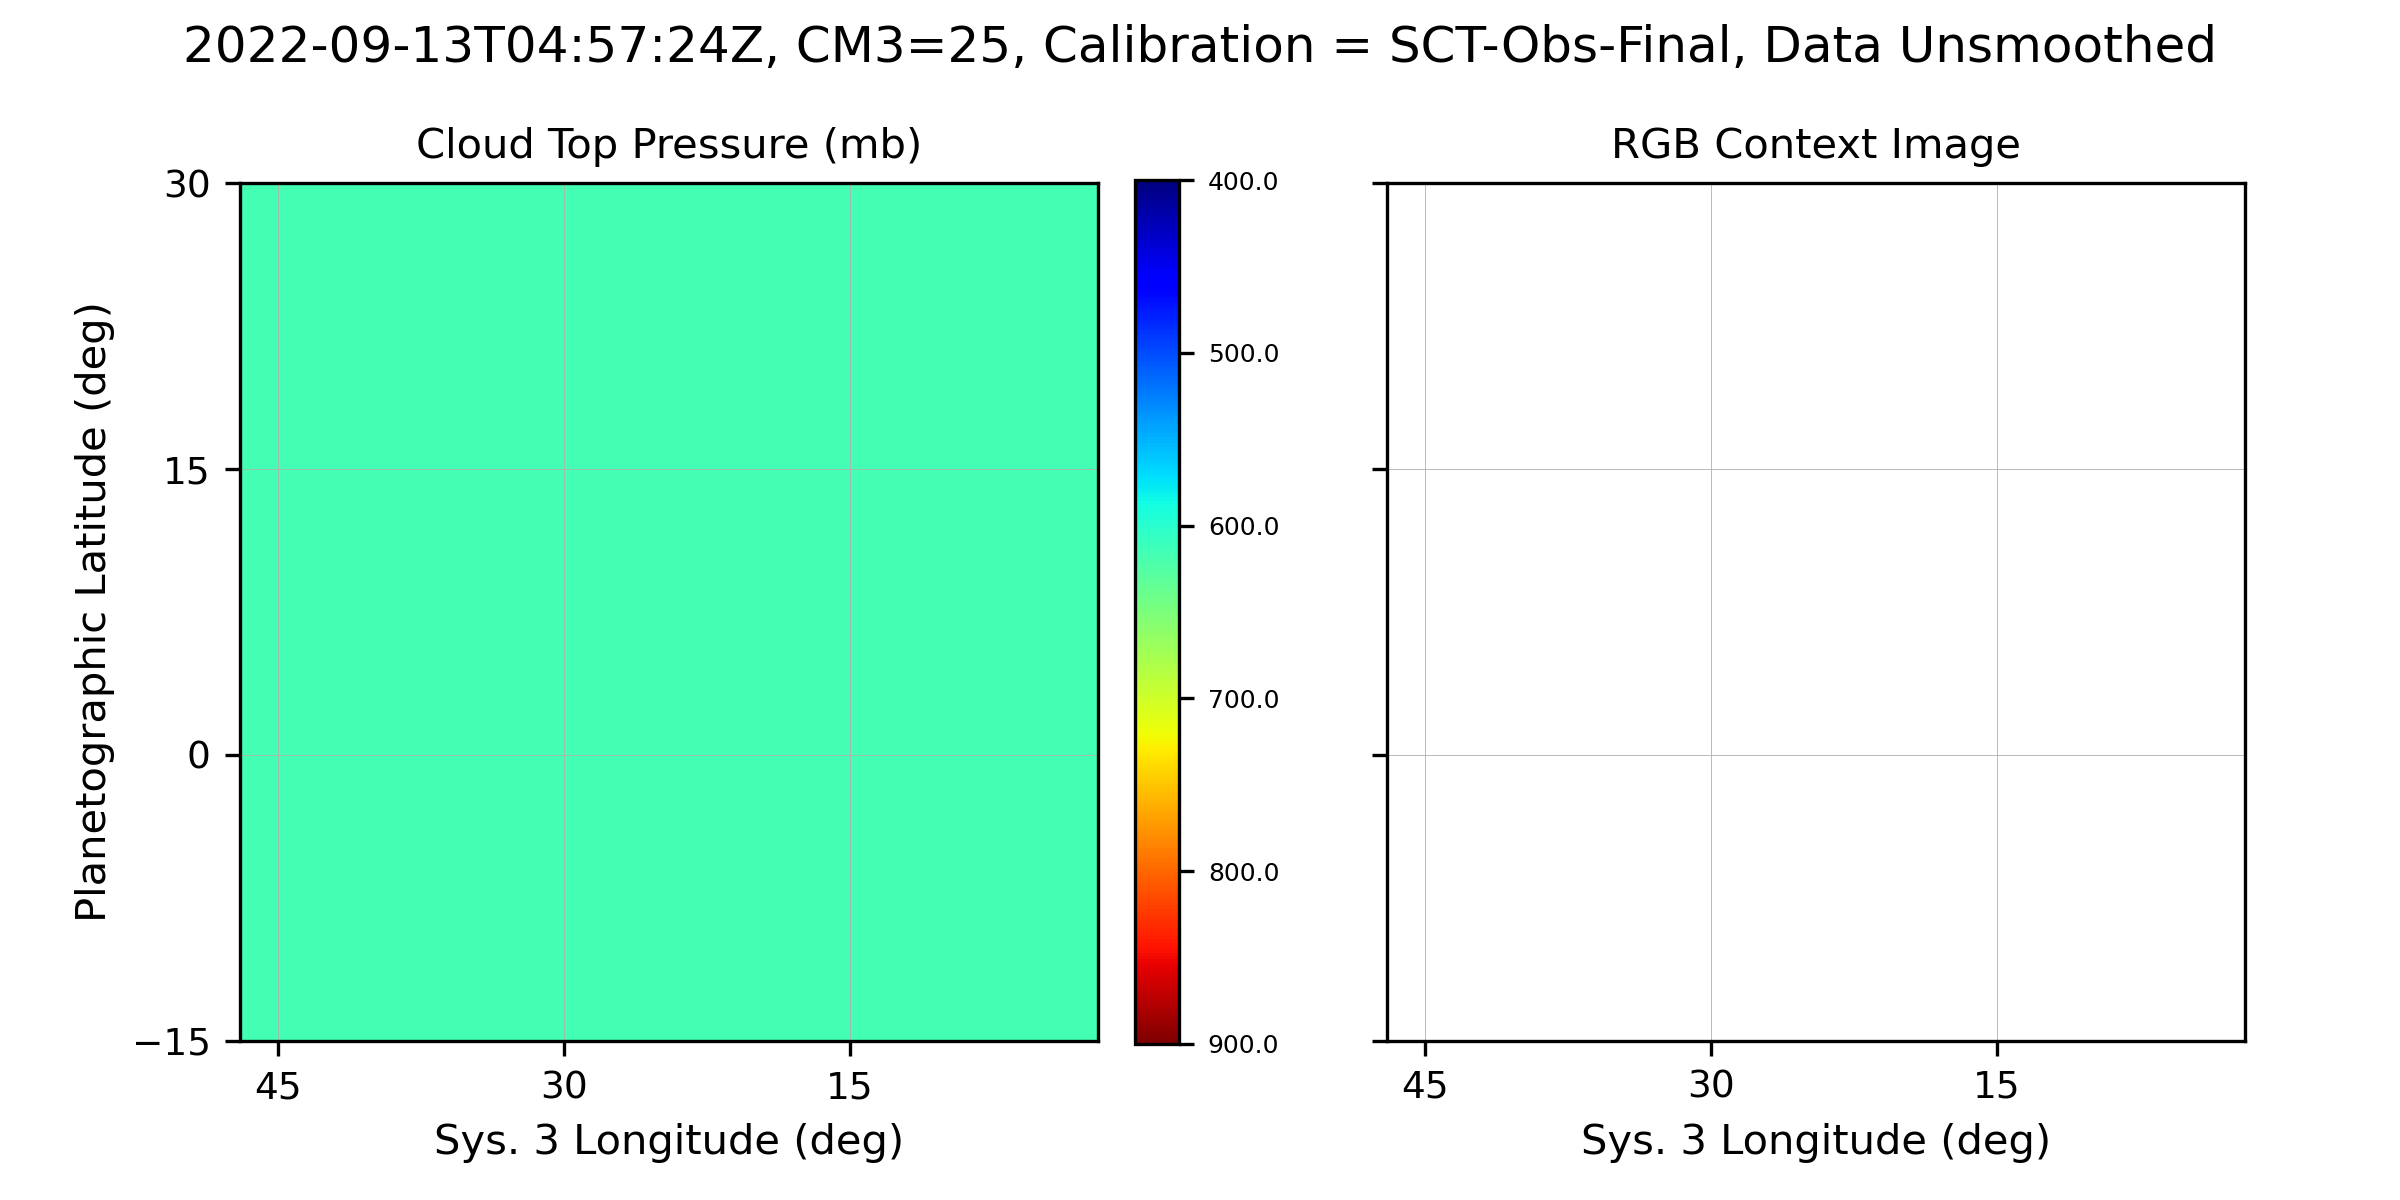 2022-09-13T04:57:24Z, CM3=25, Calibration = SCT-Obs-Final, Data Unsmoothed
Cloud Top Pressure (mb)
30
15
0
−15
Planetographic Latitude (deg)
45 30 15
Sys. 3 Longitude (deg)
400.0
500.0
600.0
700.0
800.0
900.0
RGB Context Image
45 30 15
Sys. 3 Longitude (deg)